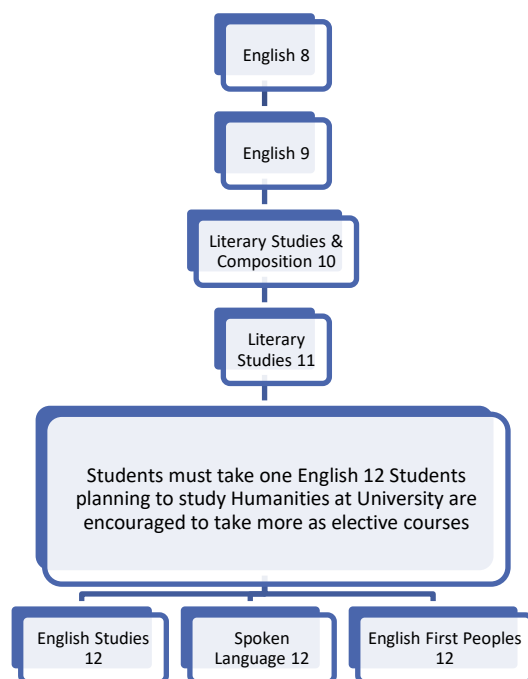 English 8
English 9
Literary Studies &
Composition 10
Literary
Studies 11
Students must take one English 12 Students
planning to study Humanities at University are
encouraged to take more as elective courses
English Studies
12
Spoken
Language 12
English First Peoples
12